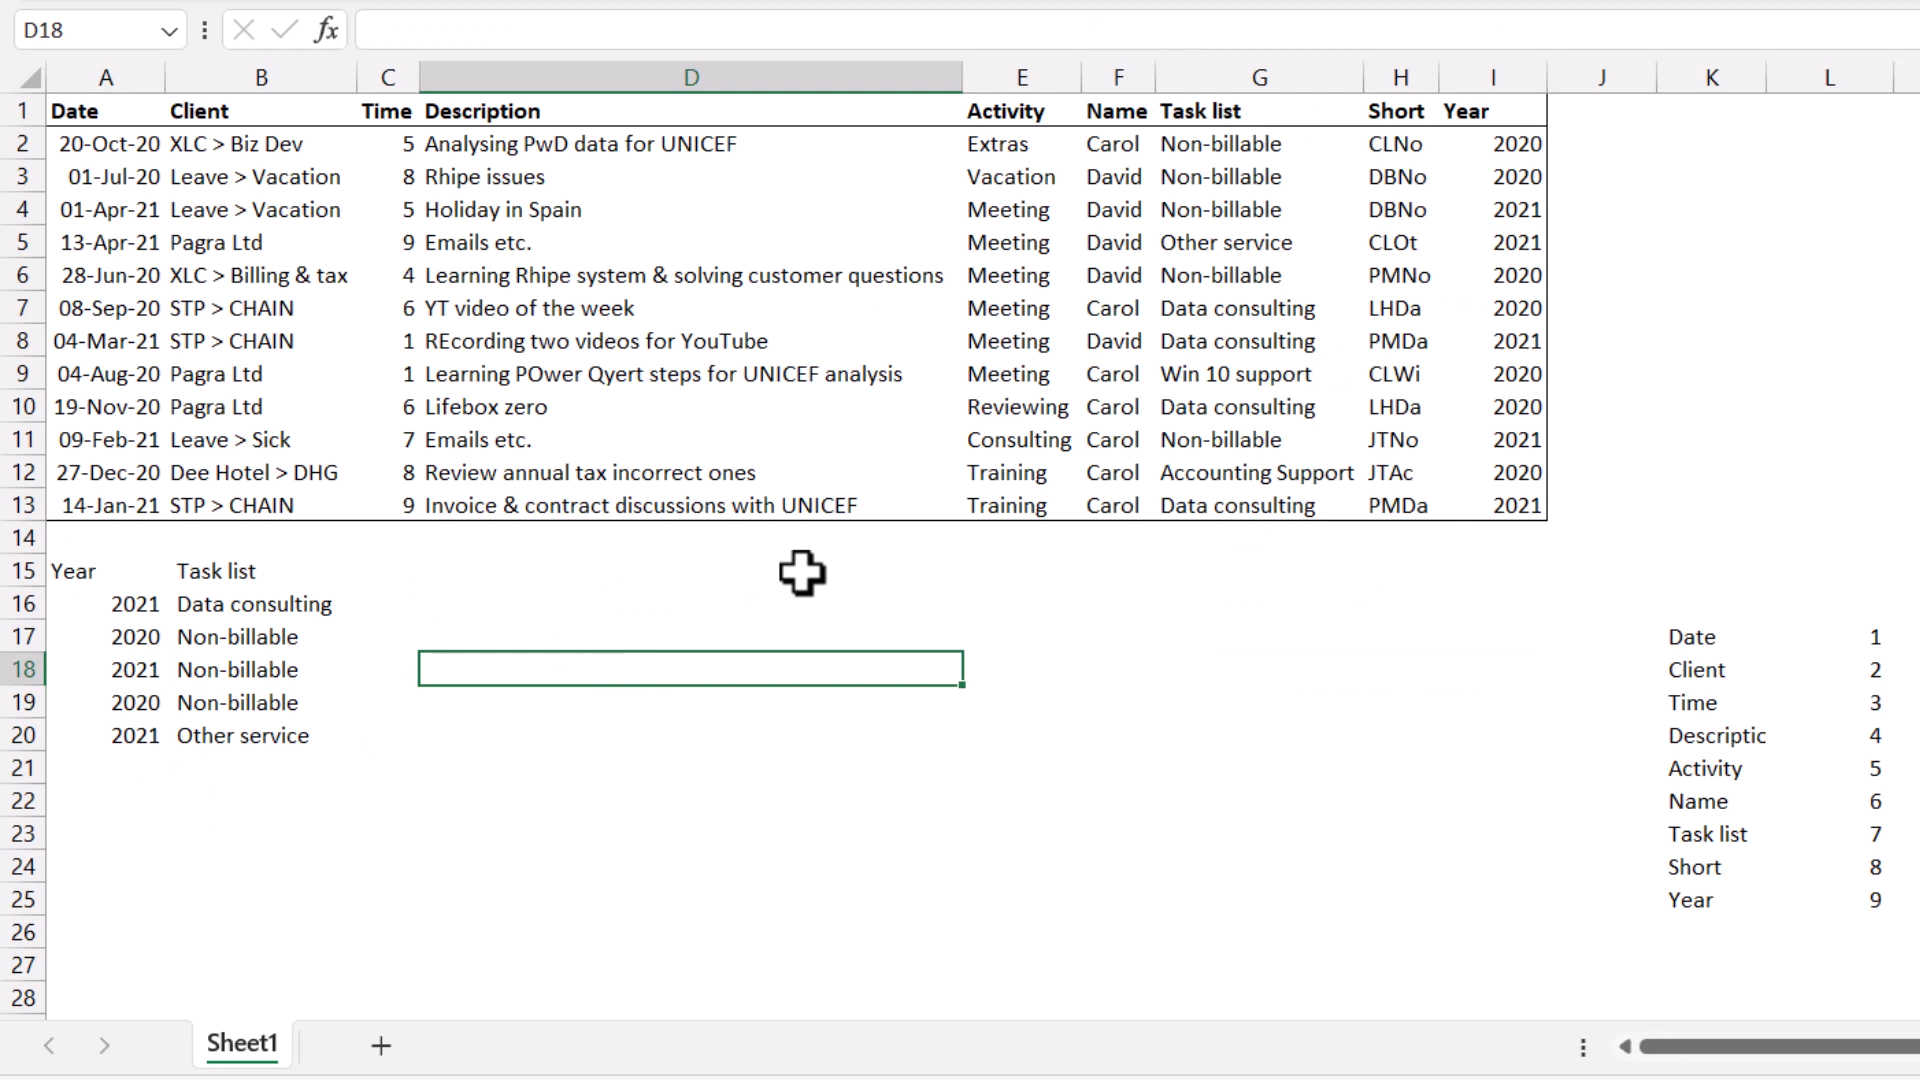 D18 fx
A B C D E F G H I J K L
1 Date Client Time Description Activity Name Task list Short Year
2 20-Oct-20 XLC > Biz Dev 5 Analysing PwD data for UNICEF Extras Carol Non-billable CLNo 2020
3 01-Jul-20 Leave > Vacation 8 Rhipe issues Vacation David Non-billable DBNo 2020
4 01-Apr-21 Leave > Vacation 5 Holiday in Spain Meeting David Non-billable DBNo 2021
5 13-Apr-21 Pagra Ltd 9 Emails etc. Meeting David Other service CLOt 2021
6 28-Jun-20 XLC > Billing & tax 4 Learning Rhipe system & solving customer questions Meeting David Non-billable PMNo 2020
7 08-Sep-20 STP > CHAIN 6 YT video of the week Meeting Carol Data consulting LHDa 2020
8 04-Mar-21 STP > CHAIN 1 REcording two videos for YouTube Meeting David Data consulting PMDa 2021
9 04-Aug-20 Pagra Ltd 1 Learning POwer Qyert steps for UNICEF analysis Meeting Carol Win 10 support CLWi 2020
10 19-Nov-20 Pagra Ltd 6 Lifebox zero Reviewing Carol Data consulting LHDa 2020
11 09-Feb-21 Leave > Sick 7 Emails etc. Consulting Carol Non-billable JTNo 2021
12 27-Dec-20 Dee Hotel > DHG 8 Review annual tax incorrect ones Training Carol Accounting Support JTAc 2020
13 14-Jan-21 STP > CHAIN 9 Invoice & contract discussions with UNICEF Training Carol Data consulting PMDa 2021
14
15 Year Task list
16 2021 Data consulting
17 2020 Non-billable Date 1
18 2021 Non-billable Client 2
19 2020 Non-billable Time 3
20 2021 Other service Descriptic 4
21 Activity 5
22 Name 6
23 Task list 7
24 Short 8
25 Year 9
26
27
28
Sheet1